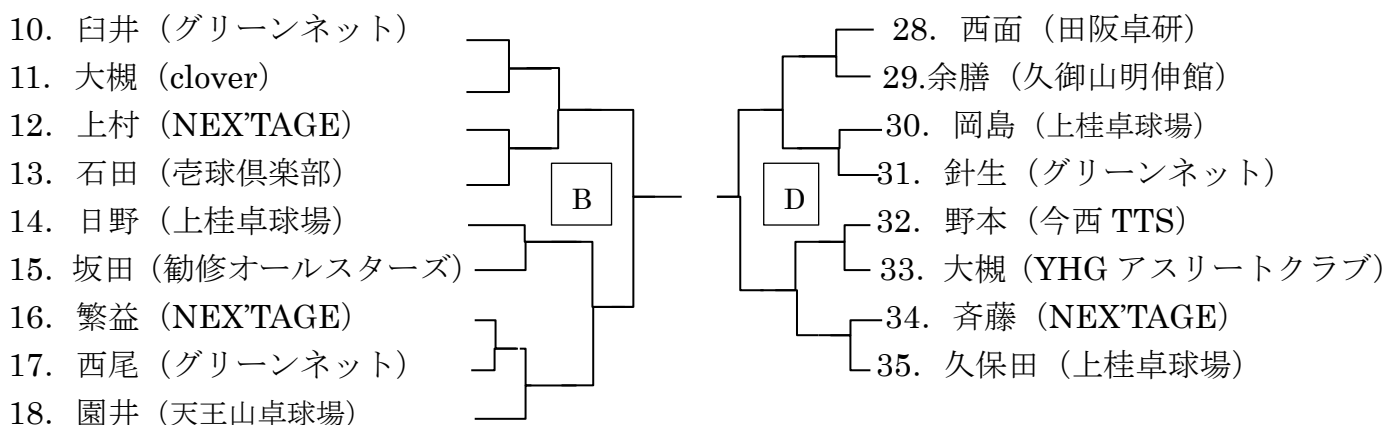 10. 臼井（グリーンネット）
11. 大槻（clover）
12. 上村（NEX'TAGE）
13. 石田（壱球倶楽部）
14. 日野（上桂卓球場）
15. 坂田（勧修オールスターズ）
16. 繁益（NEX'TAGE）
17. 西尾（グリーンネット）
18. 園井（天王山卓球場）
B
D
28. 西面（田阪卓研）
29.余膳（久御山明伸館）
30. 岡島（上桂卓球場）
31. 針生（グリーンネット）
32. 野本（今西 TTS）
33. 大槻（YHG アスリートクラブ）
34. 斉藤（NEX'TAGE）
35. 久保田（上桂卓球場）